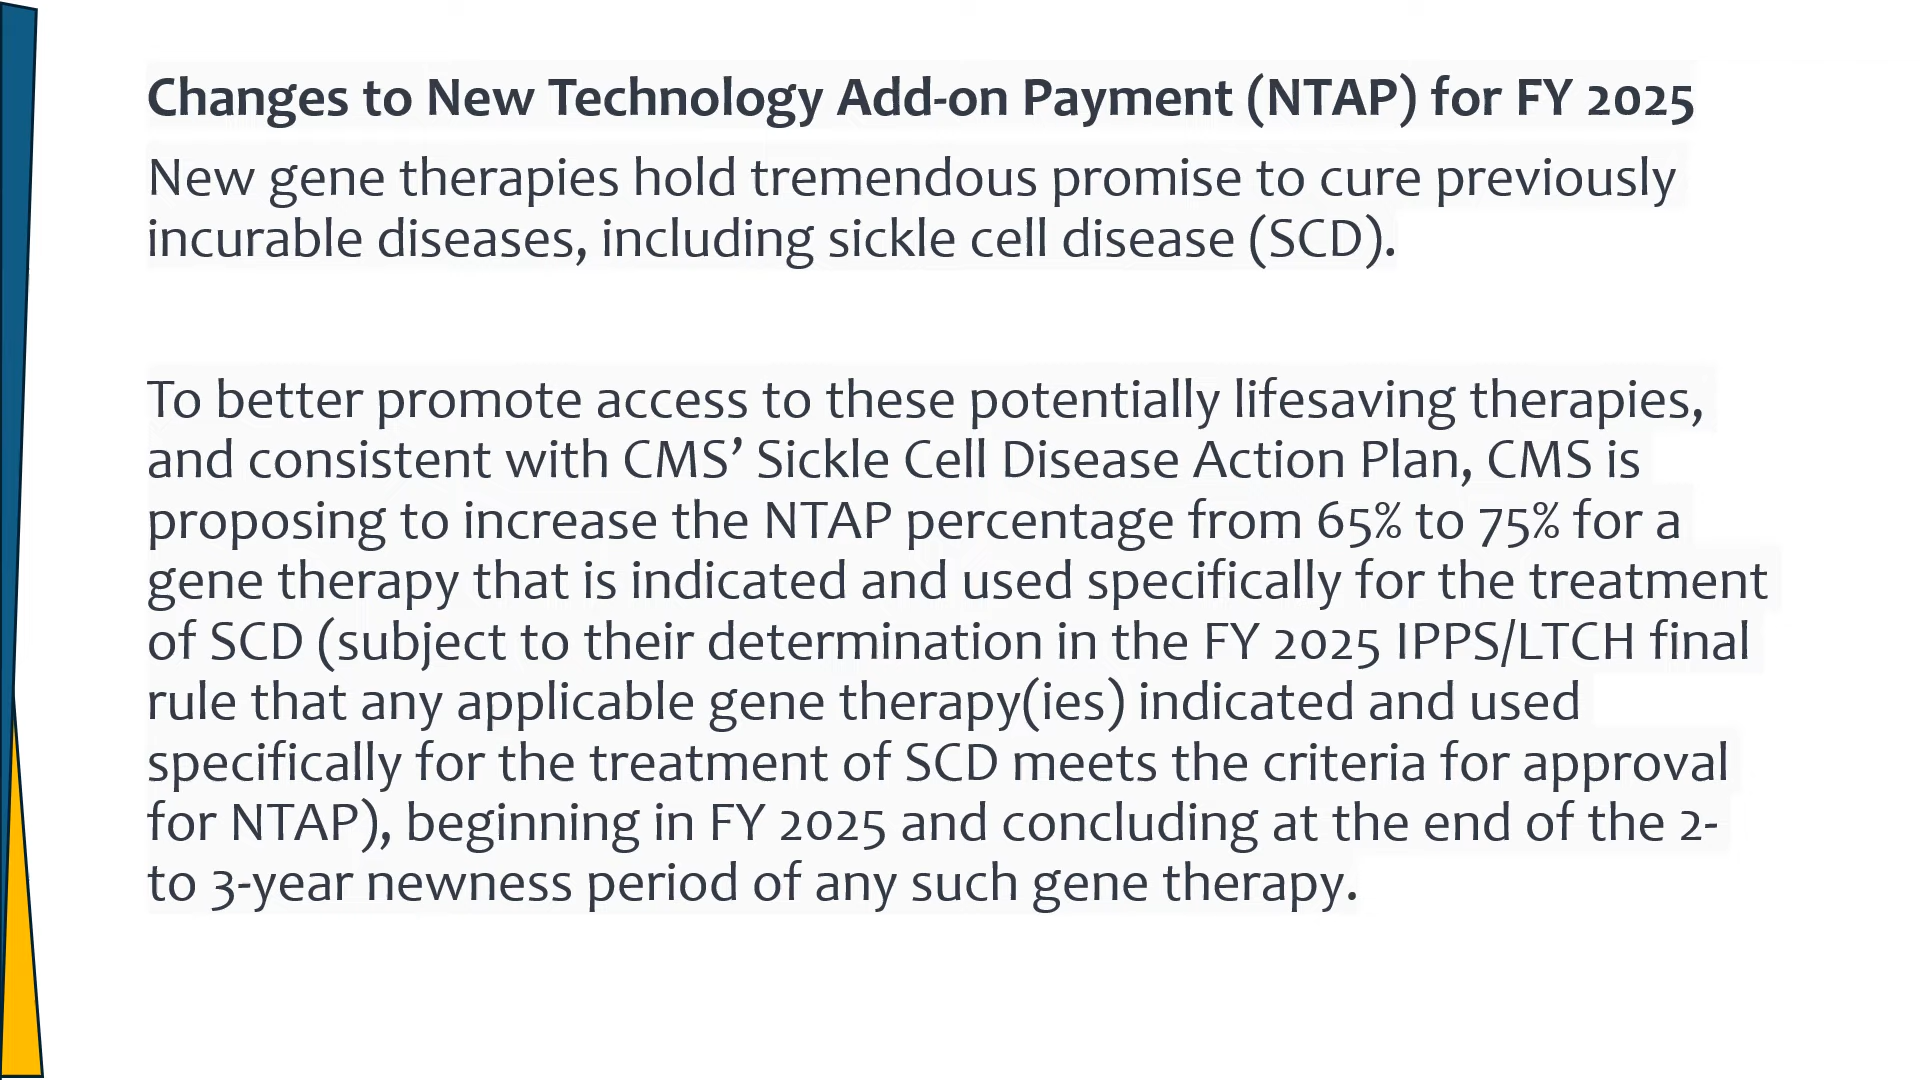 Changes to New Technology Add-on Payment (NTAP) for FY 2025
New gene therapies hold tremendous promise to cure previously
incurable diseases, including sickle cell disease (SCD).
To better promote access to these potentially lifesaving therapies,
and consistent with CMS’ Sickle Cell Disease Action Plan, CMS is
proposing to increase the NTAP percentage from 65% to 75% for a
gene therapy that is indicated and used specifically for the treatment
of SCD (subject to their determination in the FY 2025 IPPS/LTCH final
rule that any applicable gene therapy(ies) indicated and used
specifically for the treatment of SCD meets the criteria for approval
for NTAP), beginning in FY 2025 and concluding at the end of the 2-
to 3-year newness period of any such gene therapy.